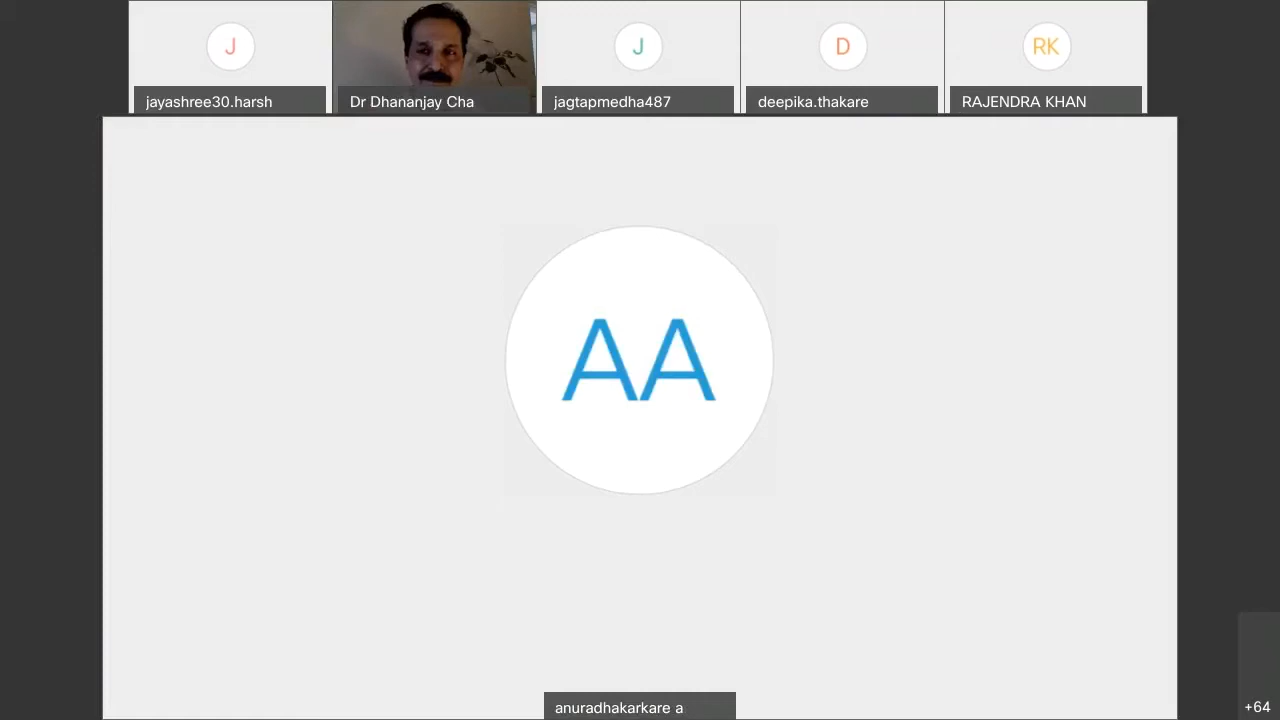 J
jayashree30.harsh
Dr Dhananjay Cha
J
jagtapmedha487
D
deepika.thakare
RK
RAJENDRA KHAN
AA
anuradhakarkare a
+64